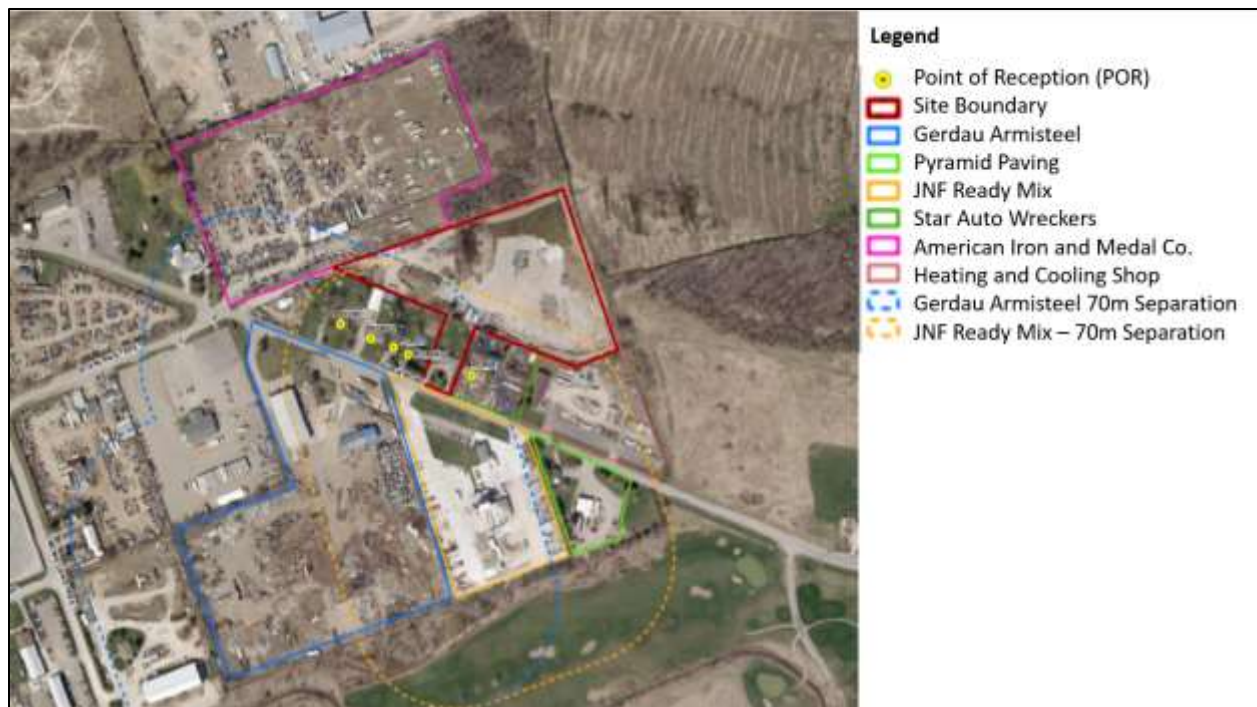 Legend
Point of Reception (POR)
Site Boundary
Gerdau Armisteel
Pyramid Paving
JNF Ready Mix
Star Auto Wreckers
American Iron and Medal Co.
Heating and Cooling Shop
Gerdau Armisteel 70m Separation
JNF Ready Mix – 70m Separation